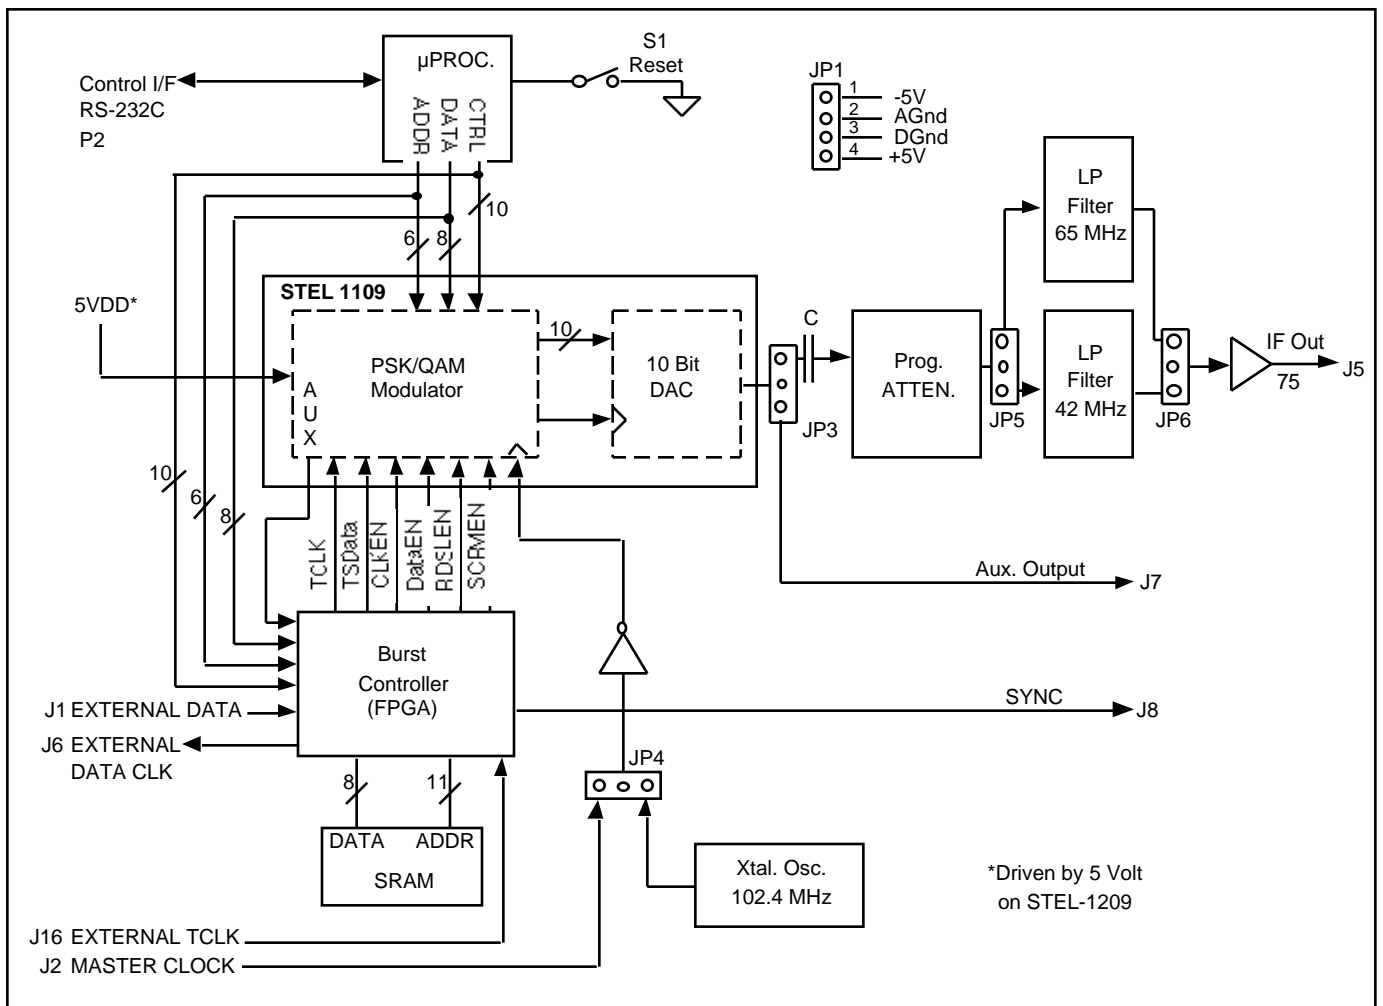 µPROC.
ADDR
DATA
CTRL
Control I/F
RS-232C
P2
S1
Reset
JP1
1
-5V
2
AGnd
3
DGnd
4
+5V
10
6
8
LP
Filter
65 MHz
5VDD*
STEL 1109
AUX
PSK/QAM
Modulator
10
10 Bit
DAC
C
JP3
Prog.
ATTEN.
JP5
LP
Filter
42 MHz
JP6
IF Out
75
J5
10
6
8
TCLK
TSData
CLKEN
DataEN
RDSLEN
SCRMEN
Aux. Output
J7
Burst
Controller
(FPGA)
J1 EXTERNAL DATA
J6 EXTERNAL
DATA CLK
SYNC
J8
JP4
8
11
DATA
ADDR
SRAM
Xtal. Osc.
102.4 MHz
*Driven by 5 Volt
on STEL-1209
J16 EXTERNAL TCLK
J2 MASTER CLOCK